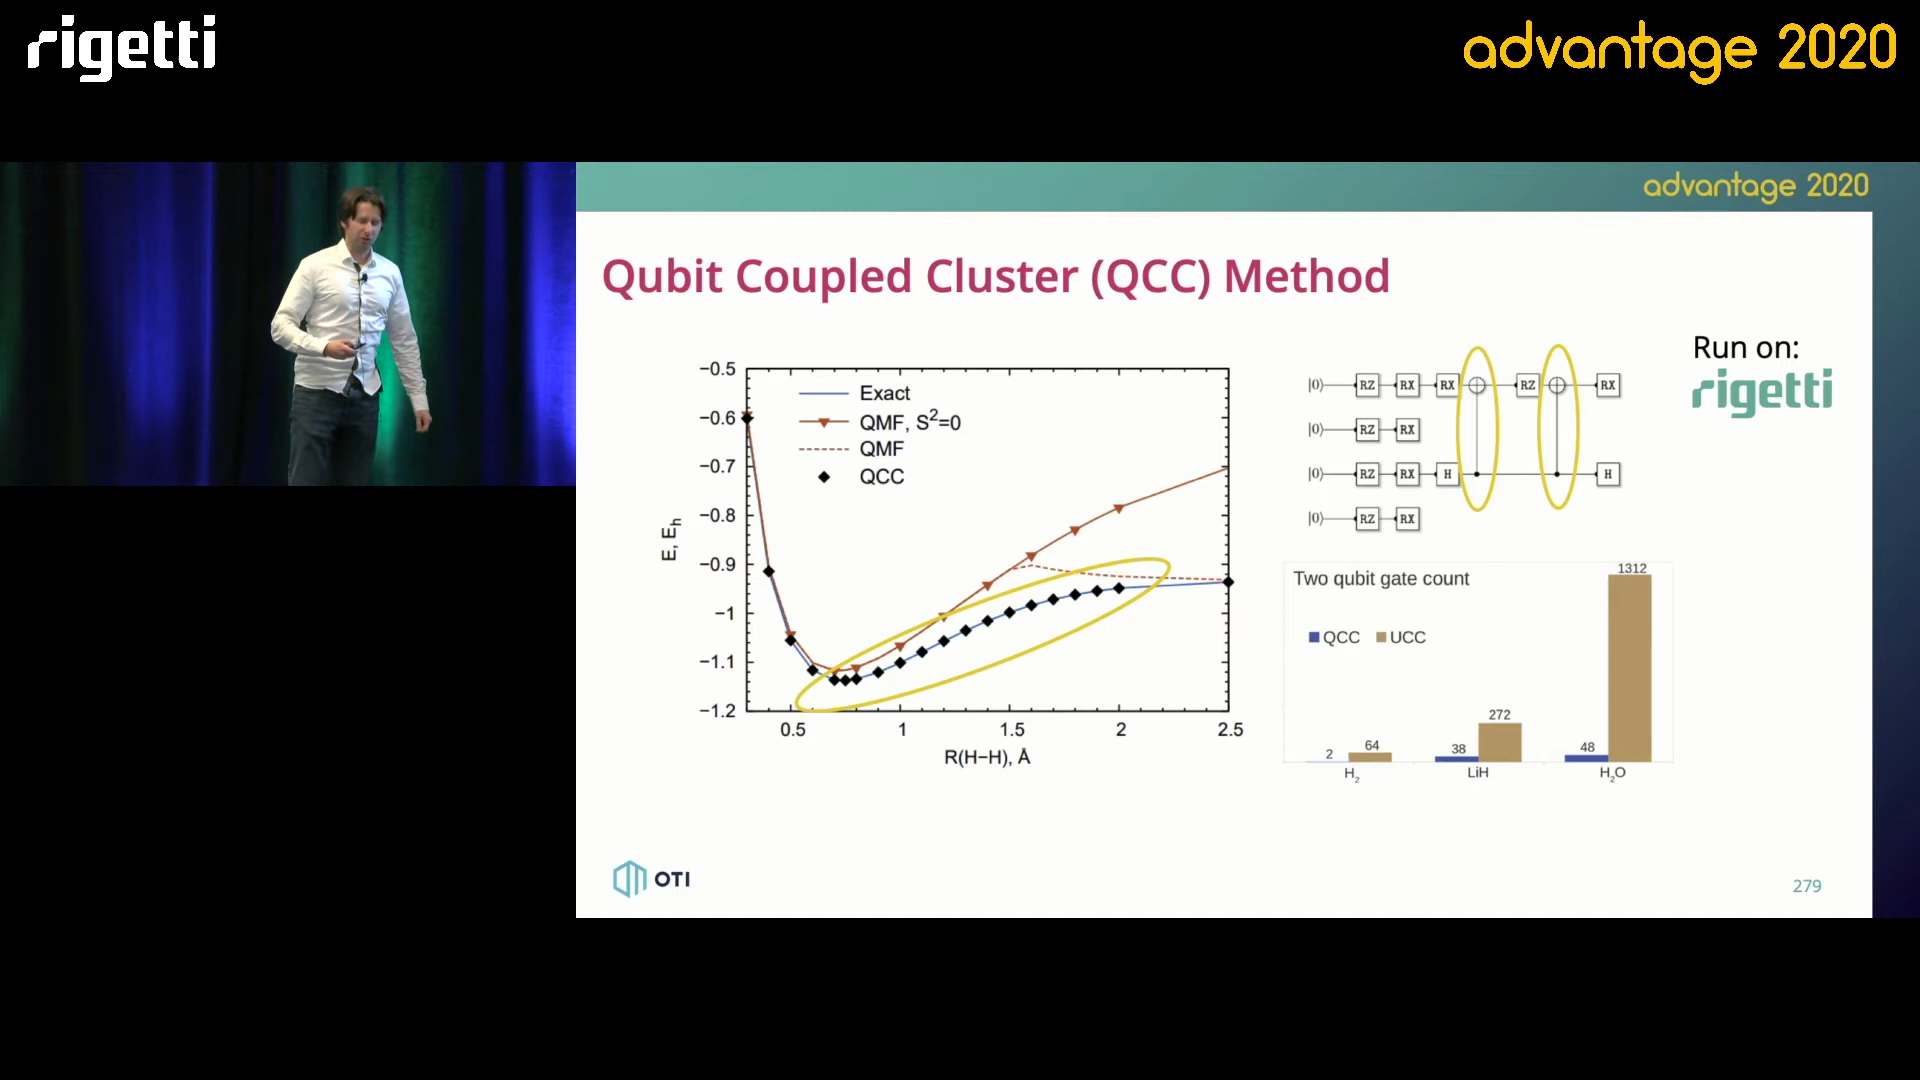 rigetti
advantage 2020
advantage 2020
Qubit Coupled Cluster (QCC) Method
Run on:
rigetti
−0.5
−0.6
−0.7
−0.8
−0.9
−1
−1.1
−1.2
E, Eh
Exact
QMF, S²=0
QMF
QCC
0.5
1
1.5
2
2.5
R(H−H), Å
|0⟩ RZ RX RX RZ RX
|0⟩ RZ RX
|0⟩ RZ RX H H
|0⟩ RZ RX
Two qubit gate count
QCC UCC
2
64
38
272
48
1312
H₂
LiH
H₂O
OTI
279